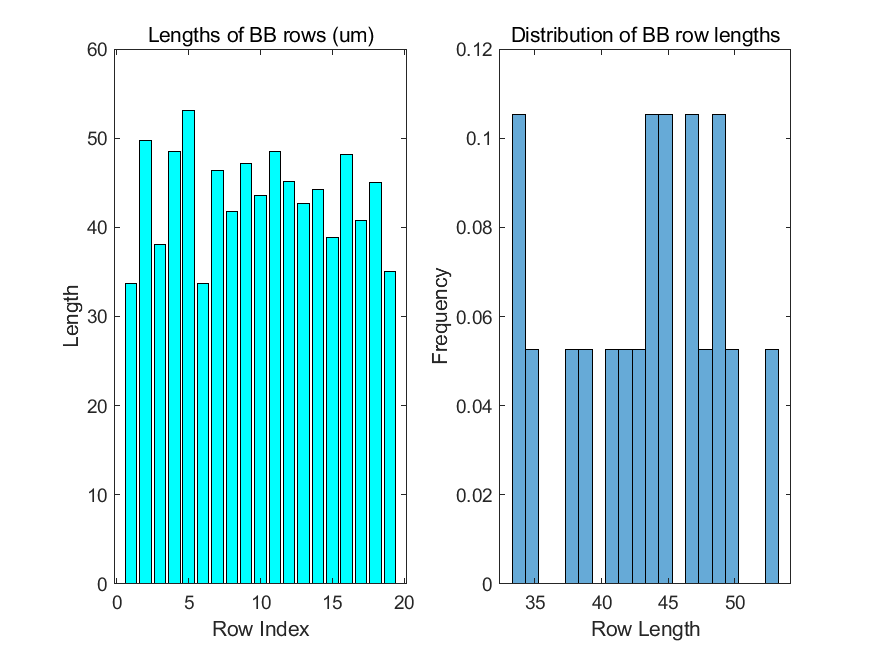 Lengths of BB rows (um)
60
50
40
30
20
10
0
Length
0 5 10 15 20
Row Index
Distribution of BB row lengths
0.12
0.1
0.08
0.06
0.04
0.02
0
Frequency
35 40 45 50
Row Length